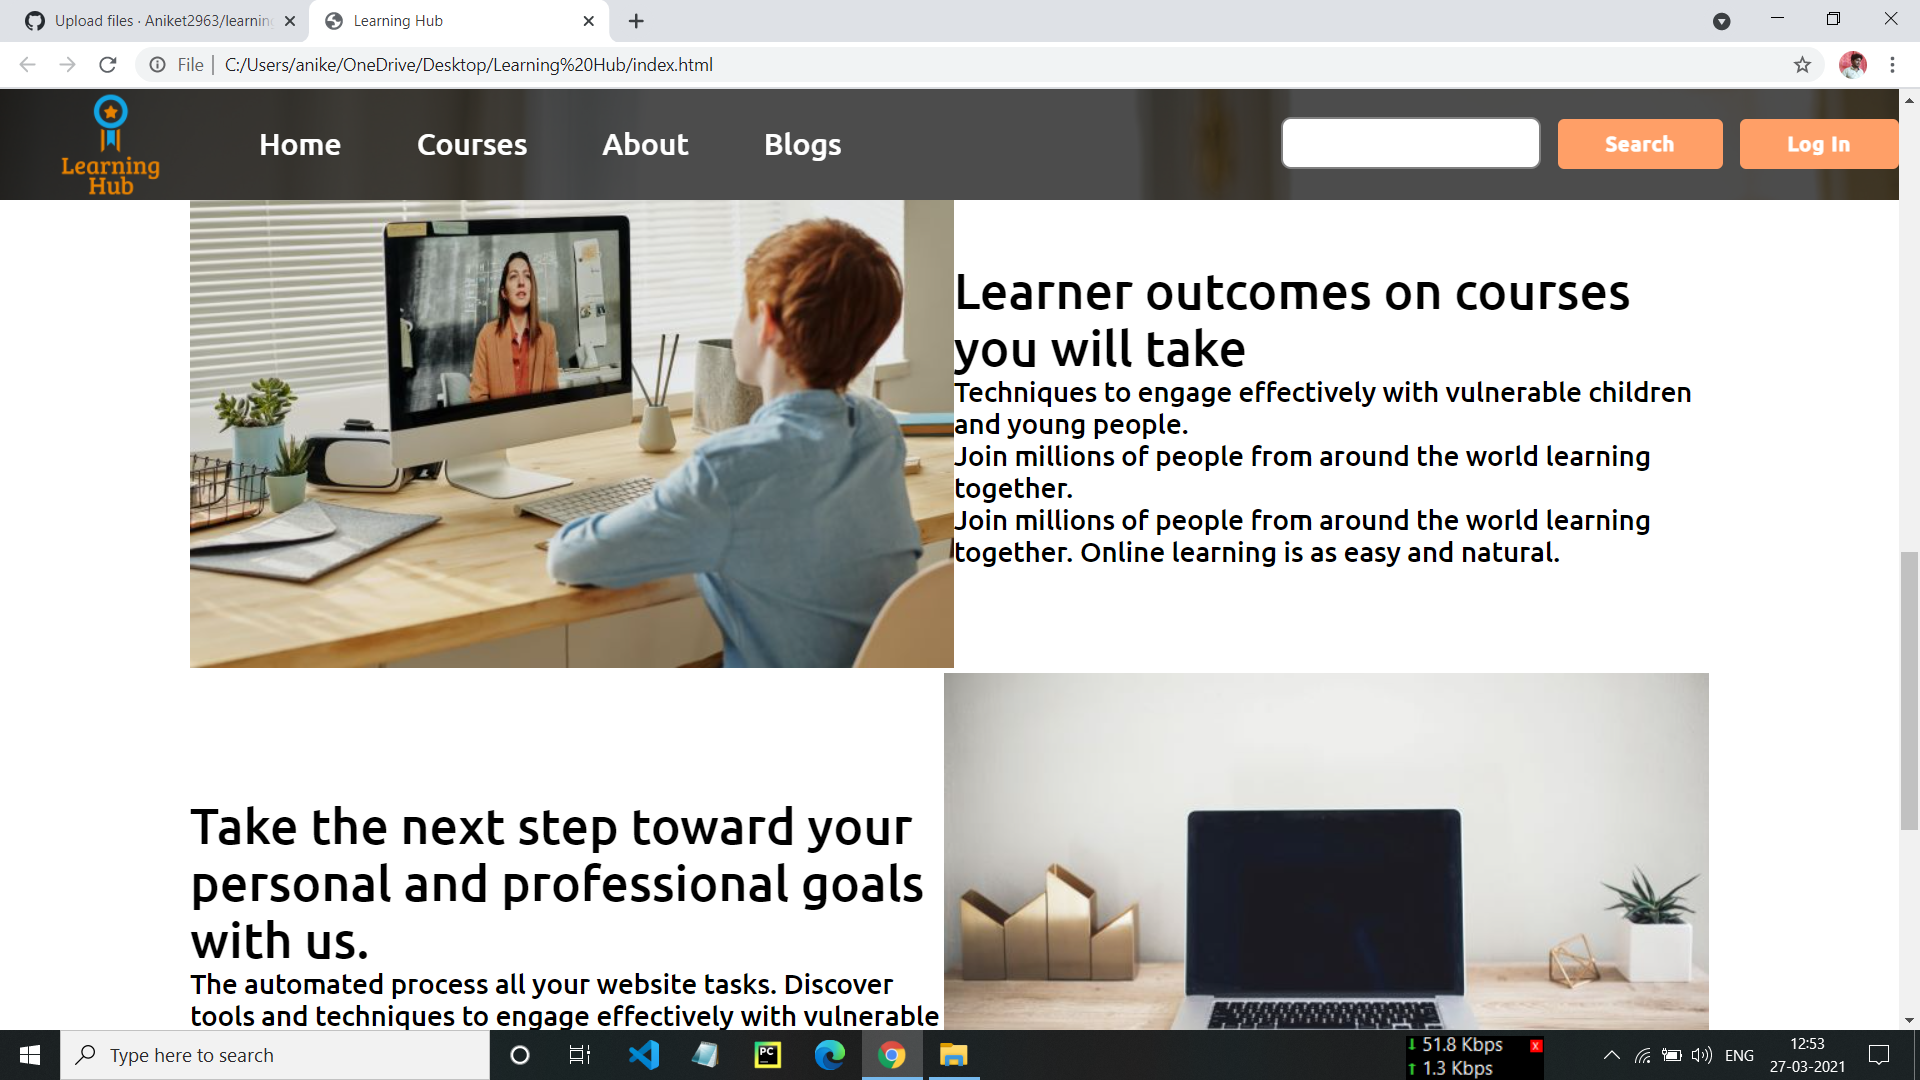 Upload files · Aniket2963/learning
Learning Hub
File
C:/Users/anike/OneDrive/Desktop/Learning%20Hub/index.html
Learning
Hub
Home
Courses
About
Blogs
Search
Log In
Learner outcomes on courses
you will take
Techniques to engage effectively with vulnerable children
and young people.
Join millions of people from around the world learning
together.
Join millions of people from around the world learning
together. Online learning is as easy and natural.
Take the next step toward your
personal and professional goals
with us.
The automated process all your website tasks. Discover
tools and techniques to engage effectively with vulnerable
Type here to search
PC
51.8 Kbps
x
1.3 Kbps
ENG
12:53
27-03-2021